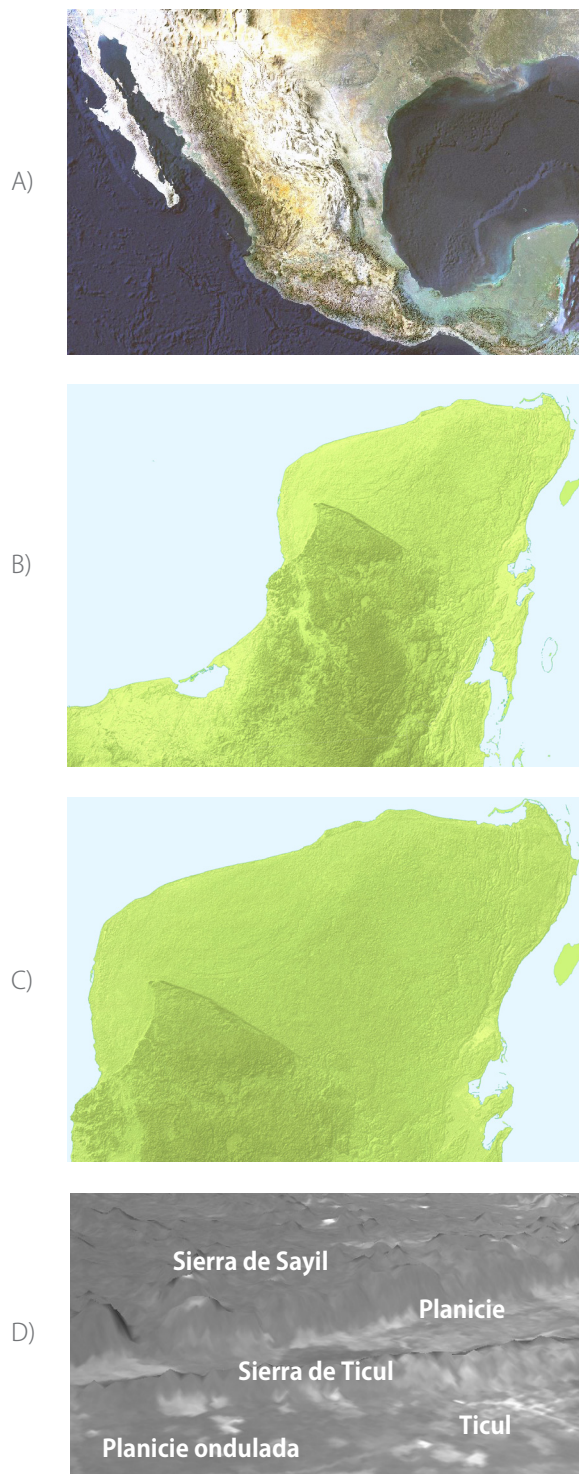 A)
B)
C)
D)
Sierra de Sayil
Planicie
Sierra de Ticul
Ticul
Planicie ondulada